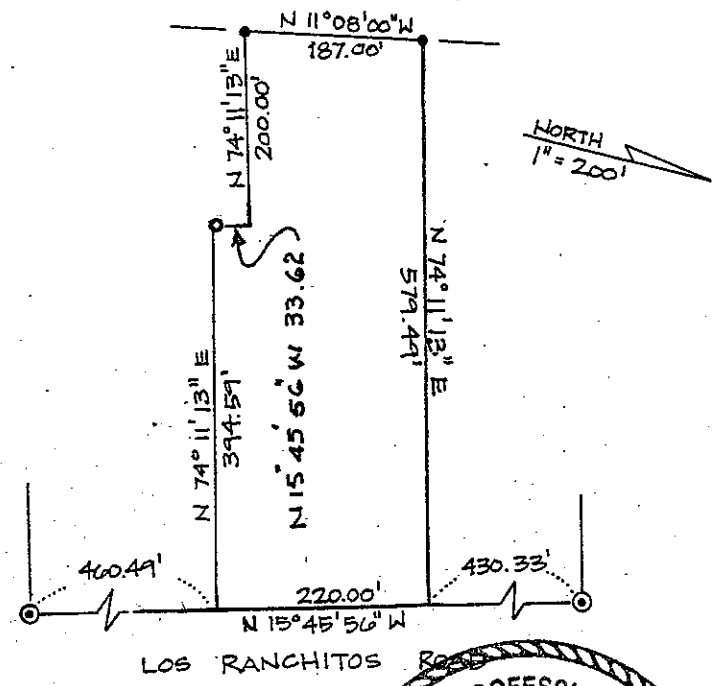 N 11°08'00"W
187.00'
N 74°11'13"E
200.00'
NORTH
1" = 200'
N 74°11'13" E
579.49'
N 15°45'56" W 33.62
N 74°11'13" E
394.59'
460.49'
220.00'
430.33'
N 15°45'56" W
LOS RANCHITOS ROAD